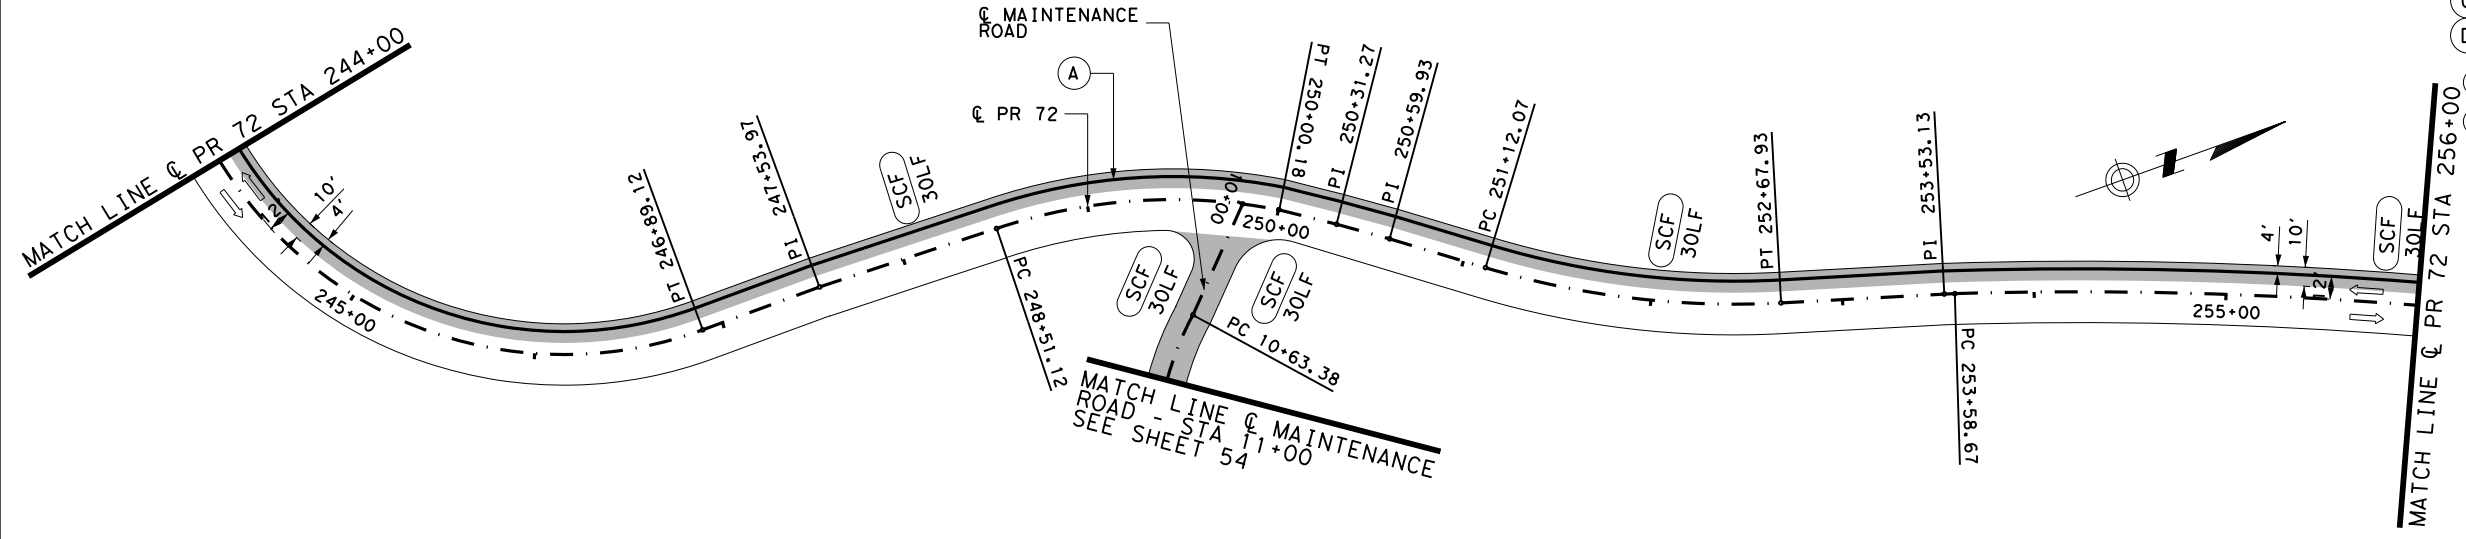 MATCH LINE ℄ PR 72 STA 244+00
12'
10'
4'
245+00
PT 246+89.12
PI 247+53.97
SCF
30LF
℄ MAINTENANCE
ROAD
A
℄ PR 72
PC 248+51.12
10+00
250+00
PT 250+00.18
PI 250+31.27
PI 250+59.93
PC 251+12.07
SCF
30LF
SCF
30LF
PC 10+63.38
MATCH LINE ℄ MAINTENANCE
ROAD - STA 11+00
SEE SHEET 54
SCF
30LF
PT 252+67.93
PI 253+53.13
PC 253+58.67
255+00
4'
10'
12'
SCF
30LF
MATCH LINE ℄ PR 72 STA 256+00